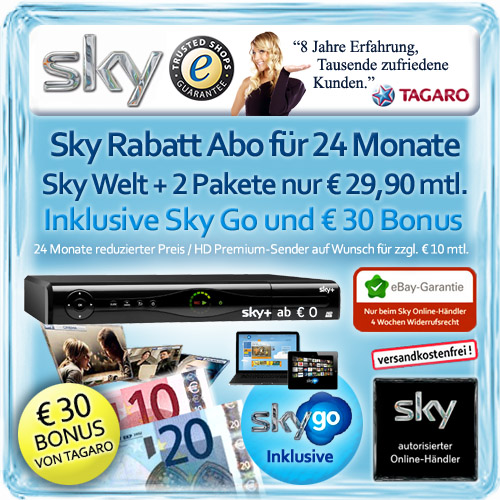 sky
TRUSTED SHOPS
e
GUARANTEE
“8 Jahre Erfahrung,
Tausende zufriedene
Kunden.”
TAGARO
Sky Rabatt Abo für 24 Monate
Sky Welt + 2 Pakete nur € 29,90 mtl.
Inklusive Sky Go und € 30 Bonus
24 Monate reduzierter Preis / HD Premium-Sender auf Wunsch für zzgl. € 10 mtl.
sky+
sky+ ab € 0
eBay-Garantie
Nur beim Sky Online-Händler
4 Wochen Widerrufsrecht
versandkostenfrei !
€ 30
BONUS
VON TAGARO
10
20
sky go
Inklusive
sky
autorisierter
Online-Händler